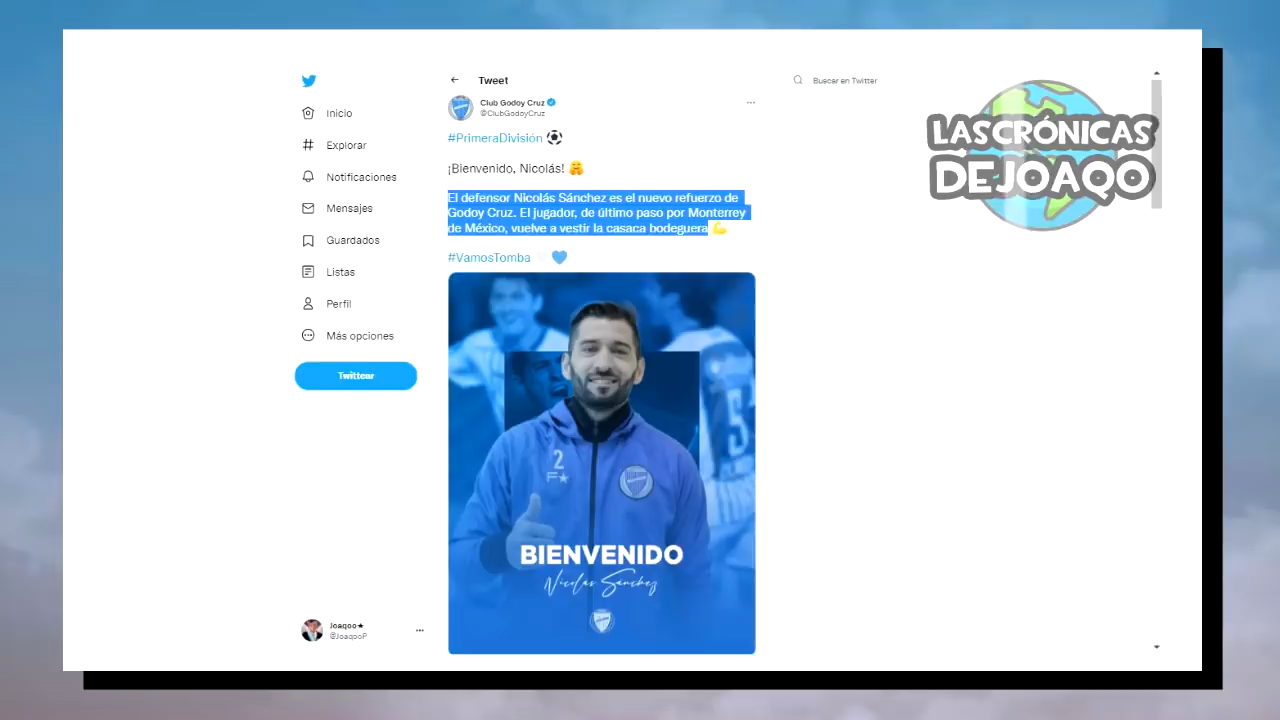 Tweet
Buscar en Twitter
Club Godoy Cruz
@ClubGodoyCruz
Inicio
Explorar
Notificaciones
Mensajes
Guardados
Listas
Perfil
Más opciones
Twittear
Joaqoo★
@JoaqooP
#PrimeraDivisión
¡Bienvenido, Nicolás!
El defensor Nicolás Sánchez es el nuevo refuerzo de
Godoy Cruz. El jugador, de último paso por Monterrey
de México, vuelve a vestir la casaca bodeguera
#VamosTomba
5
2
F★
BIENVENIDO
Nicolás Sánchez
LASCRÓNICAS
DEJOAQO